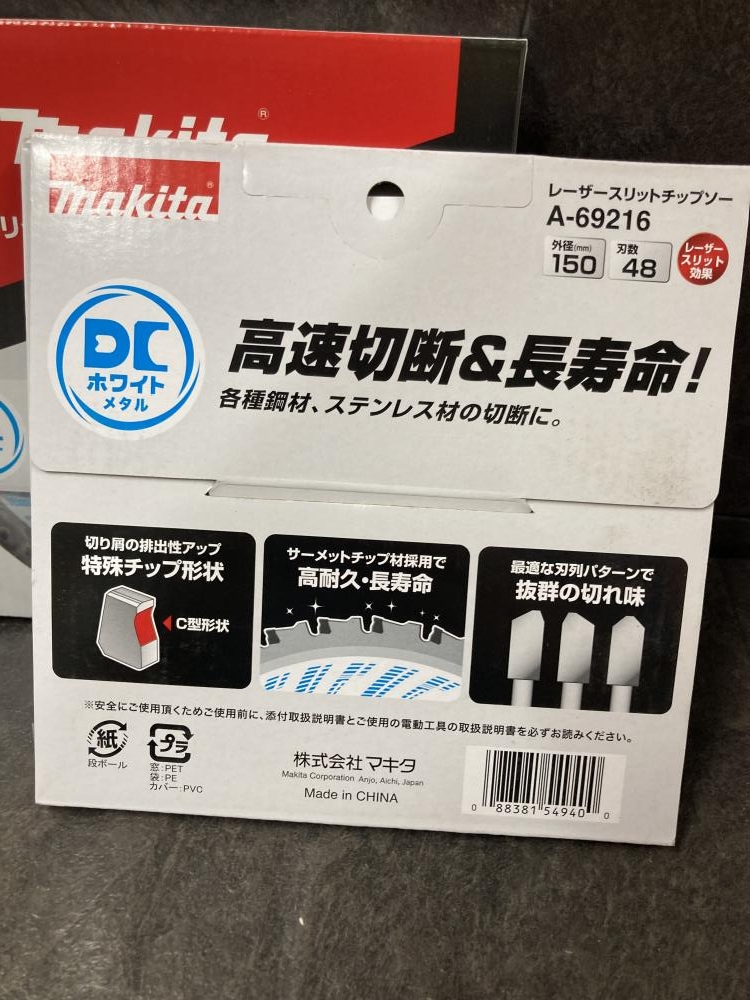 makita®
リ
makita®
レーザースリットチップソー
A-69216
外径(mm)
150
刃数
48
レーザー
スリット
効果
DC
ホワイト
メタル
高速切断&長寿命!
各種鋼材、ステンレス材の切断に。
切り屑の排出性アップ
特殊チップ形状
C型形状
サーメットチップ材採用で
高耐久・長寿命
最適な刃列パターンで
抜群の切れ味
※安全にご使用頂くためご使用前に、添付取扱説明書とご使用の電動工具の取扱説明書を必ずお読みください。
紙
段ボール
プラ
窓:PET
袋:PE
カバー:PVC
株式会社マキタ
Makita Corporation Anjo, Aichi, Japan
Made in CHINA
0 88381 54940 0